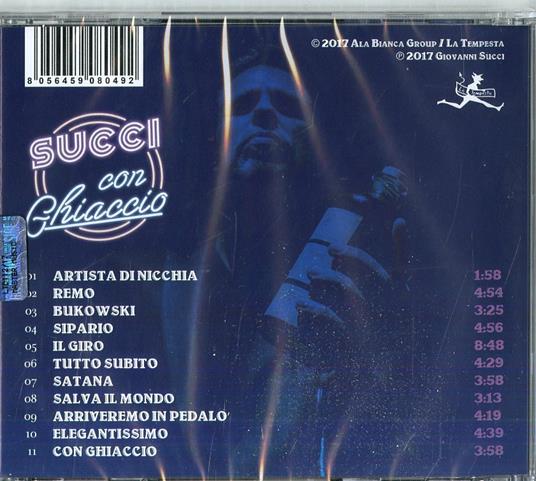 8 056459 080492
© 2017 ALA BIANCA GROUP / LA TEMPESTA
℗ 2017 GIOVANNI SUCCI
La Tempesta
SUCCI
con
Ghiaccio
01 ARTISTA DI NICCHIA 1:58
02 REMO 4:54
03 BUKOWSKI 3:25
04 SIPARIO 4:56
05 IL GIRO 8:48
06 TUTTO SUBITO 4:29
07 SATANA 3:58
08 SALVA IL MONDO 3:13
09 ARRIVEREMO IN PEDALO' 4:19
10 ELEGANTISSIMO 4:39
11 CON GHIACCIO 3:58